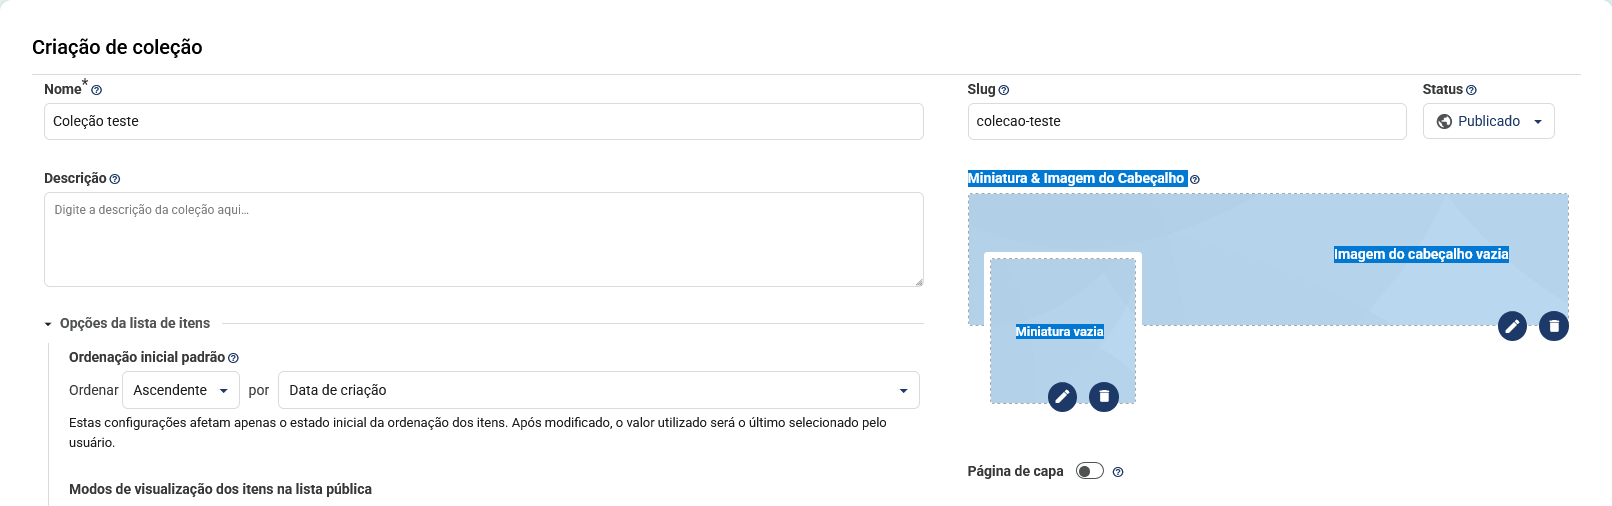 Criação de coleção
Nome*
Coleção teste
Descrição
Digite a descrição da coleção aqui...
Opções da lista de itens
Ordenação inicial padrão
Ordenar Ascendente por Data de criação
Estas configurações afetam apenas o estado inicial da ordenação dos itens. Após modificado, o valor utilizado será o último selecionado pelo
usuário.
Modos de visualização dos itens na lista pública
Slug
colecao-teste
Status
Publicado
Miniatura & Imagem do Cabeçalho
Imagem do cabeçalho vazia
Miniatura vazia
Página de capa